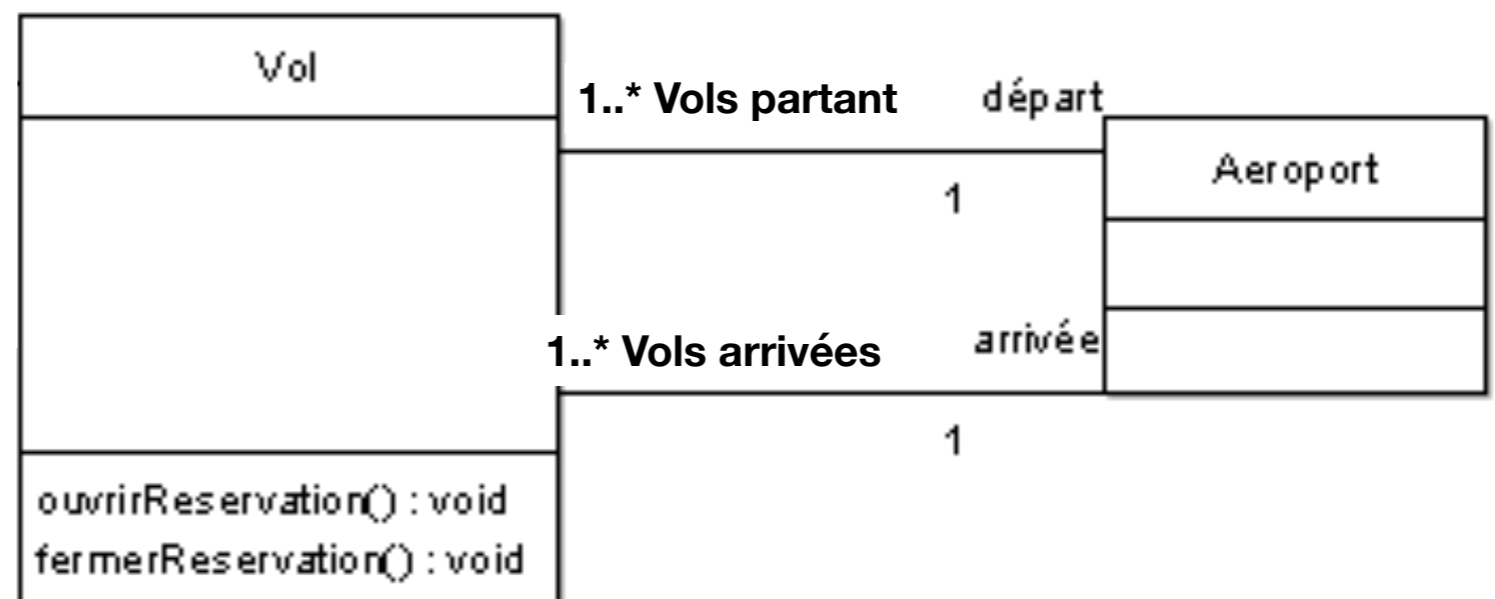 Vol
1..* Vols partant
départ
Aeroport
1
1..* Vols arrivées
arrivée
1
ouvrirReservation() : void
fermerReservation() : void